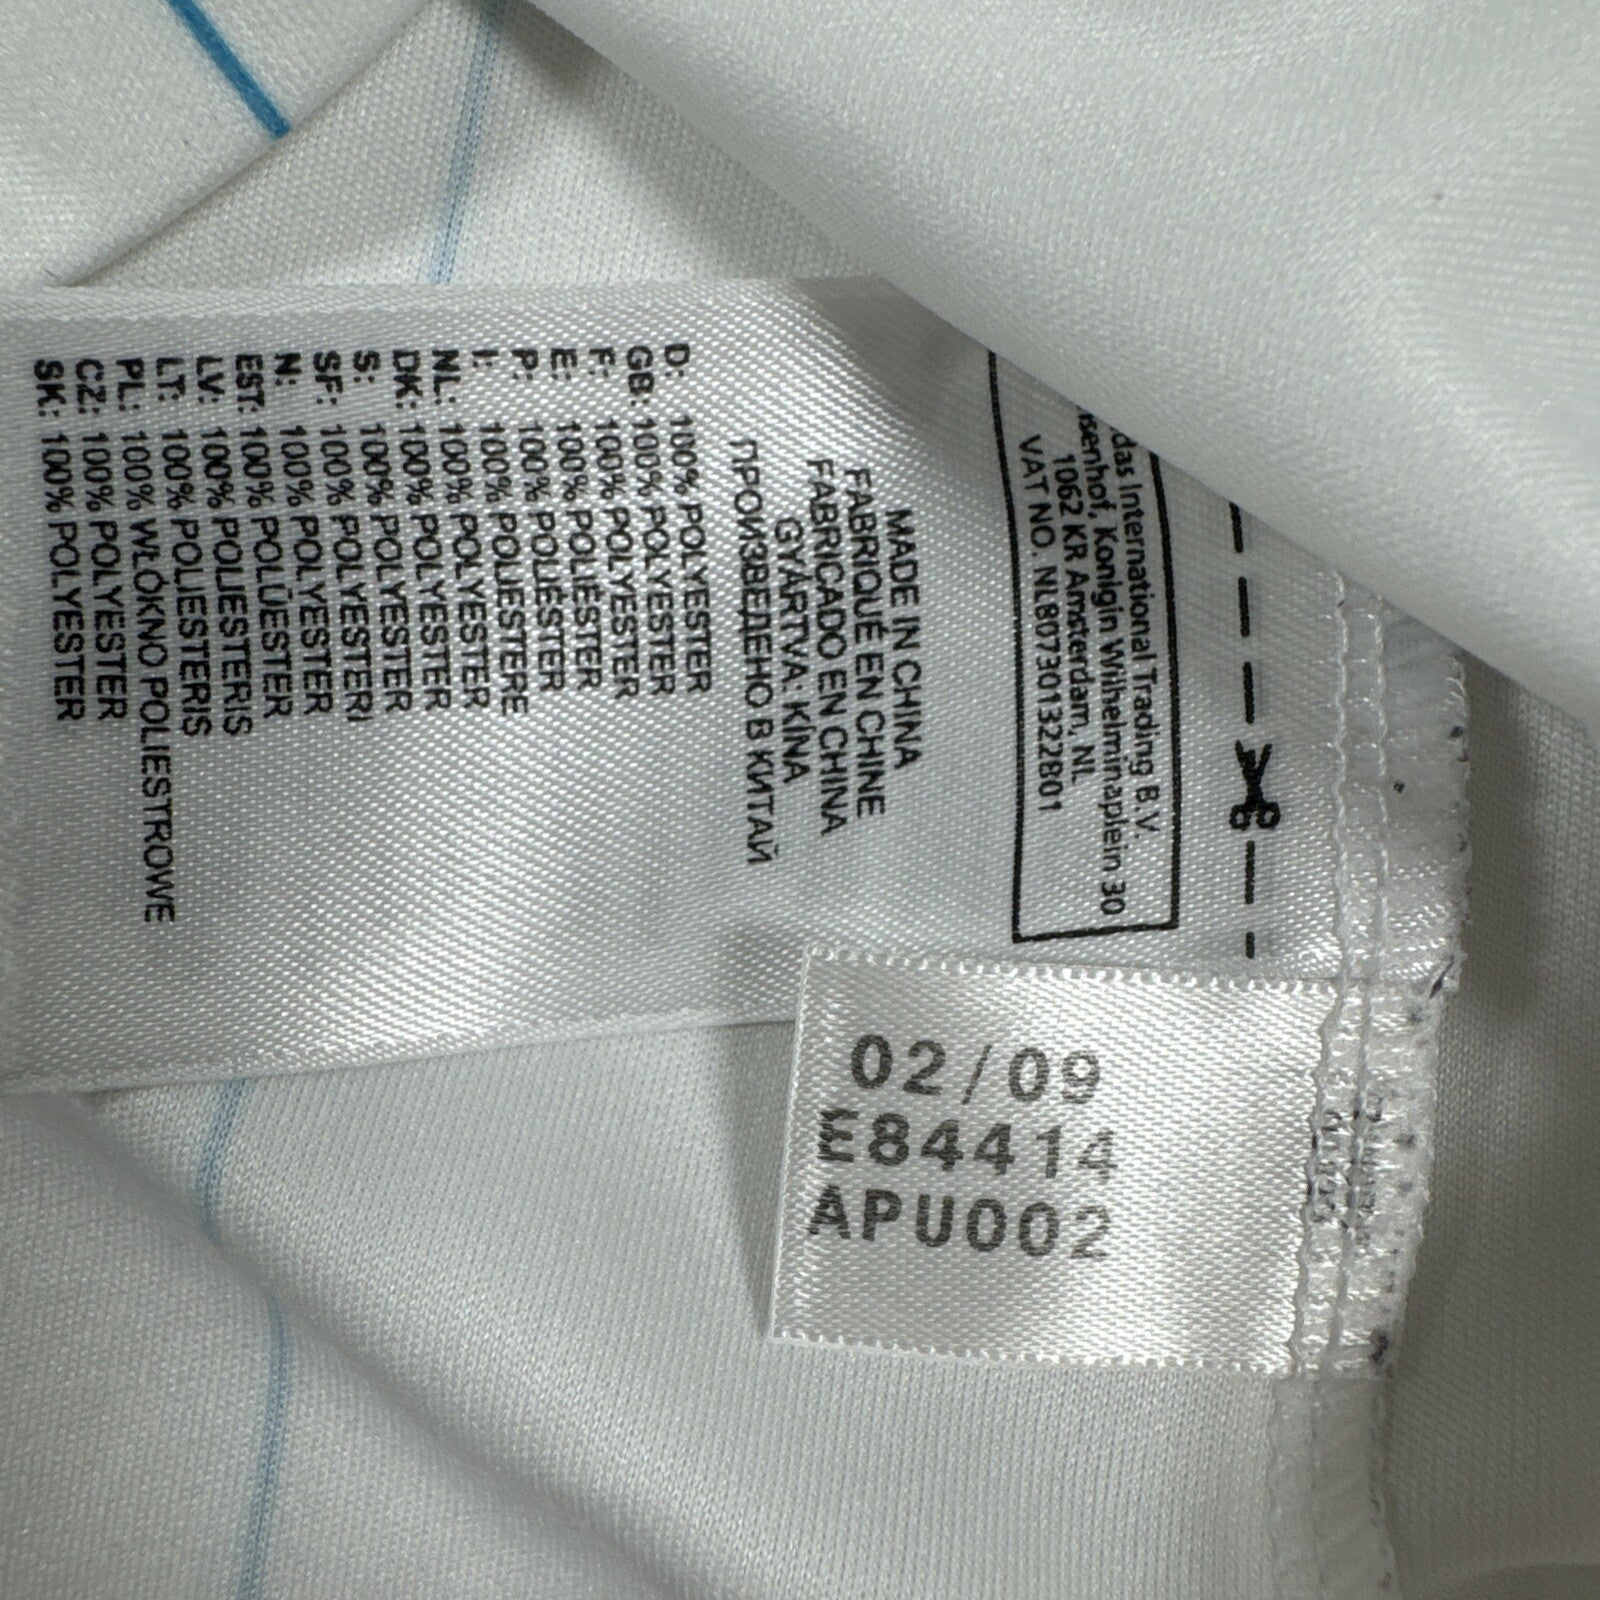 das International Trading B.V.
senhof, Konigin Wilhelminaplein 30
1062 KR Amsterdam, NL
VAT NO. NL807301322B01
MADE IN CHINA
FABRIQUÉ EN CHINE
FABRICADO EN CHINA
GYÁRTVA: KÍNA
ПРОИЗВЕДЕНО В КИТАЙ
D: 100% POLYESTER
GB: 100% POLYESTER
F: 100% POLYESTER
E: 100% POLIÉSTER
P: 100% POLIÉSTER
I: 100% POLIESTERE
NL: 100% POLYESTER
DK: 100% POLYESTER
S: 100% POLYESTER
SF: 100% POLYESTERI
N: 100% POLYESTER
EST: 100% POLÜESTER
LV: 100% POLIESTERIS
LT: 100% POLIESTERIS
PL: 100% WŁÓKNO POLIESTROWE
CZ: 100% POLYESTER
SK: 100% POLYESTER
02/09
E84414
APU002